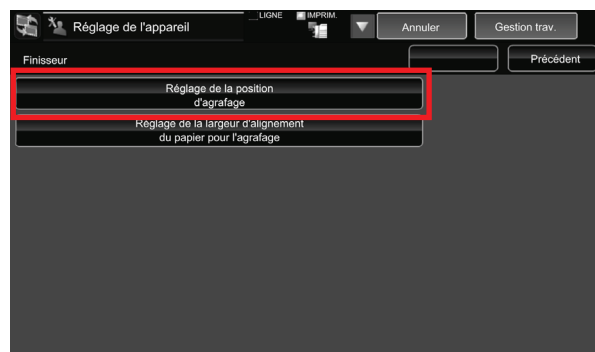 Réglage de l'appareil
__LIGNE
IMPRIM.
Annuler
Gestion trav.
Finisseur
Précédent
Réglage de la position
d'agrafage
Réglage de la largeur d'alignement
du papier pour l'agrafage